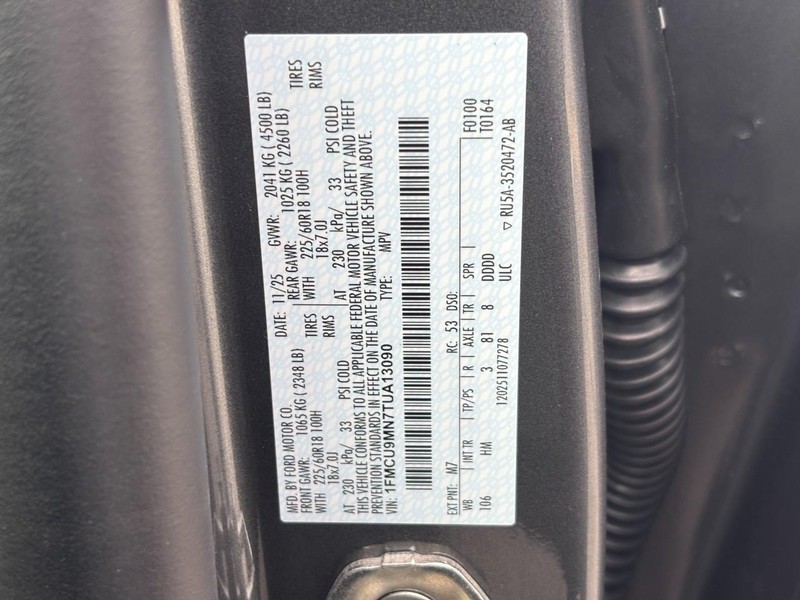 MFD. BY FORD MOTOR CO. DATE: 11/25 GVWR: 2041 KG ( 4500 LB)
FRONT GAWR: 1065 KG ( 2348 LB) REAR GAWR: 1025 KG ( 2260 LB)
WITH 225/60R18 100H TIRES WITH 225/60R18 100H TIRES
18x7.0J RIMS 18x7.0J RIMS
AT 230 kPa/ 33 PSI COLD AT 230 kPa/ 33 PSI COLD
THIS VEHICLE CONFORMS TO ALL APPLICABLE FEDERAL MOTOR VEHICLE SAFETY AND THEFT
PREVENTION STANDARDS IN EFFECT ON THE DATE OF MANUFACTURE SHOWN ABOVE.
VIN: 1FMCU9MN7TUA13090 TYPE: MPV
EXT PNT: M7 RC: 53 DSO: F0100
WB INT TR TP/PS R AXLE TR SPR T0164
106 HM 3 81 8 DDDD
1202511077278 ULC ▽ RU5A-3520472-AB